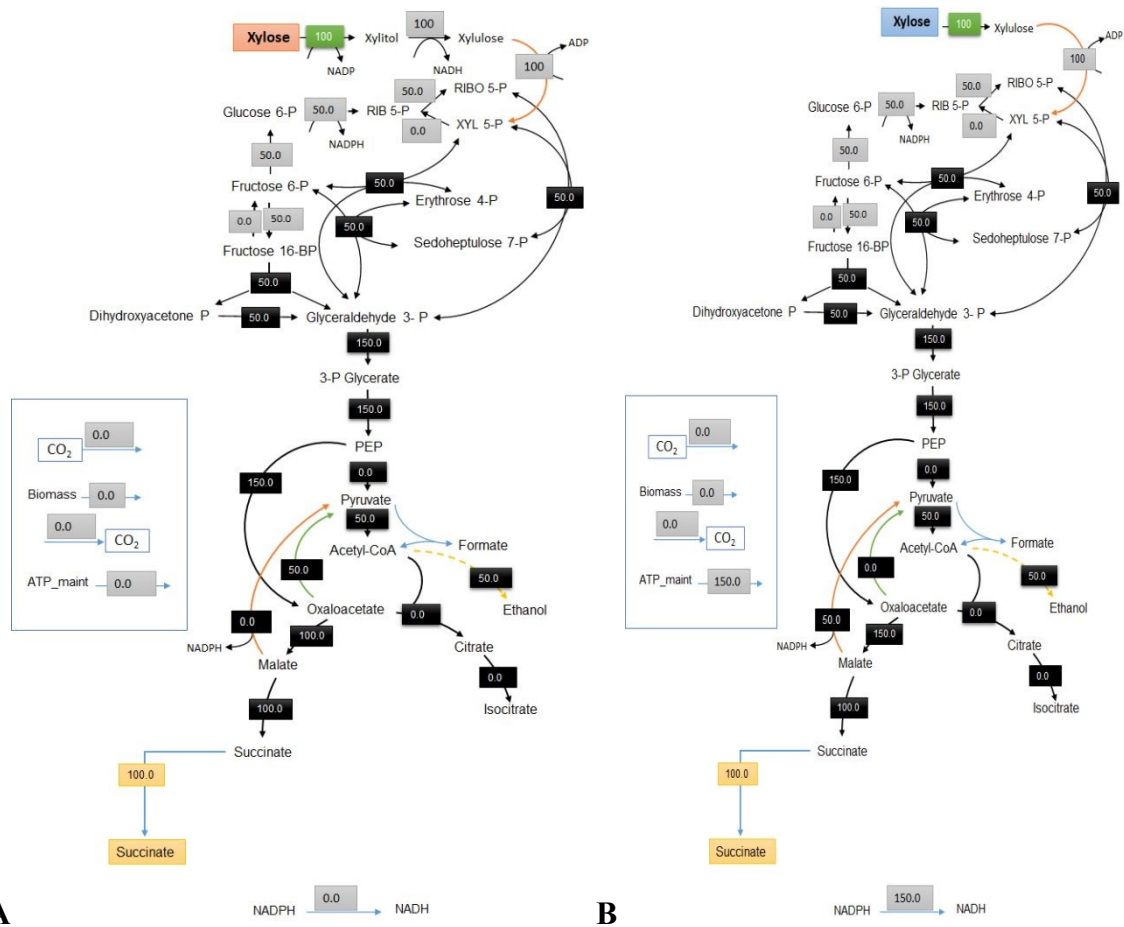 Xylose 100 Xylitol 100 Xylulose
NADP NADH 100 ADP
Glucose 6-P 50.0 RIB 5-P 50.0 RIBO 5-P
NADPH 0.0 XYL 5-P
50.0
Fructose 6-P 50.0 Erythrose 4-P 50.0
0.0 50.0 50.0
Fructose 16-BP Sedoheptulose 7-P
50.0
Dihydroxyacetone P 50.0 Glyceraldehyde 3- P
150.0
3-P Glycerate
150.0
PEP
150.0 0.0
Pyruvate
50.0
Acetyl-CoA Formate
50.0 50.0
Oxaloacetate Ethanol
0.0 100.0 0.0
NADPH Malate Citrate
100.0 0.0
Succinate Isocitrate
100.0
Succinate
CO2 0.0
Biomass 0.0
0.0 CO2
ATP_maint 0.0
NADPH 0.0 NADH
A
Xylose 100 Xylulose
100 ADP
Glucose 6-P 50.0 RIB 5-P 50.0 RIBO 5-P
NADPH 0.0 XYL 5-P
50.0
Fructose 6-P 50.0 Erythrose 4-P 50.0
0.0 50.0 50.0
Fructose 16-BP Sedoheptulose 7-P
50.0
Dihydroxyacetone P 50.0 Glyceraldehyde 3- P
150.0
3-P Glycerate
150.0
PEP
150.0 0.0
Pyruvate
50.0
Acetyl-CoA Formate
0.0 50.0
Oxaloacetate Ethanol
50.0 150.0 0.0
NADPH Malate Citrate
100.0 0.0
Succinate Isocitrate
100.0
Succinate
CO2 0.0
Biomass 0.0
0.0 CO2
ATP_maint 150.0
NADPH 150.0 NADH
B